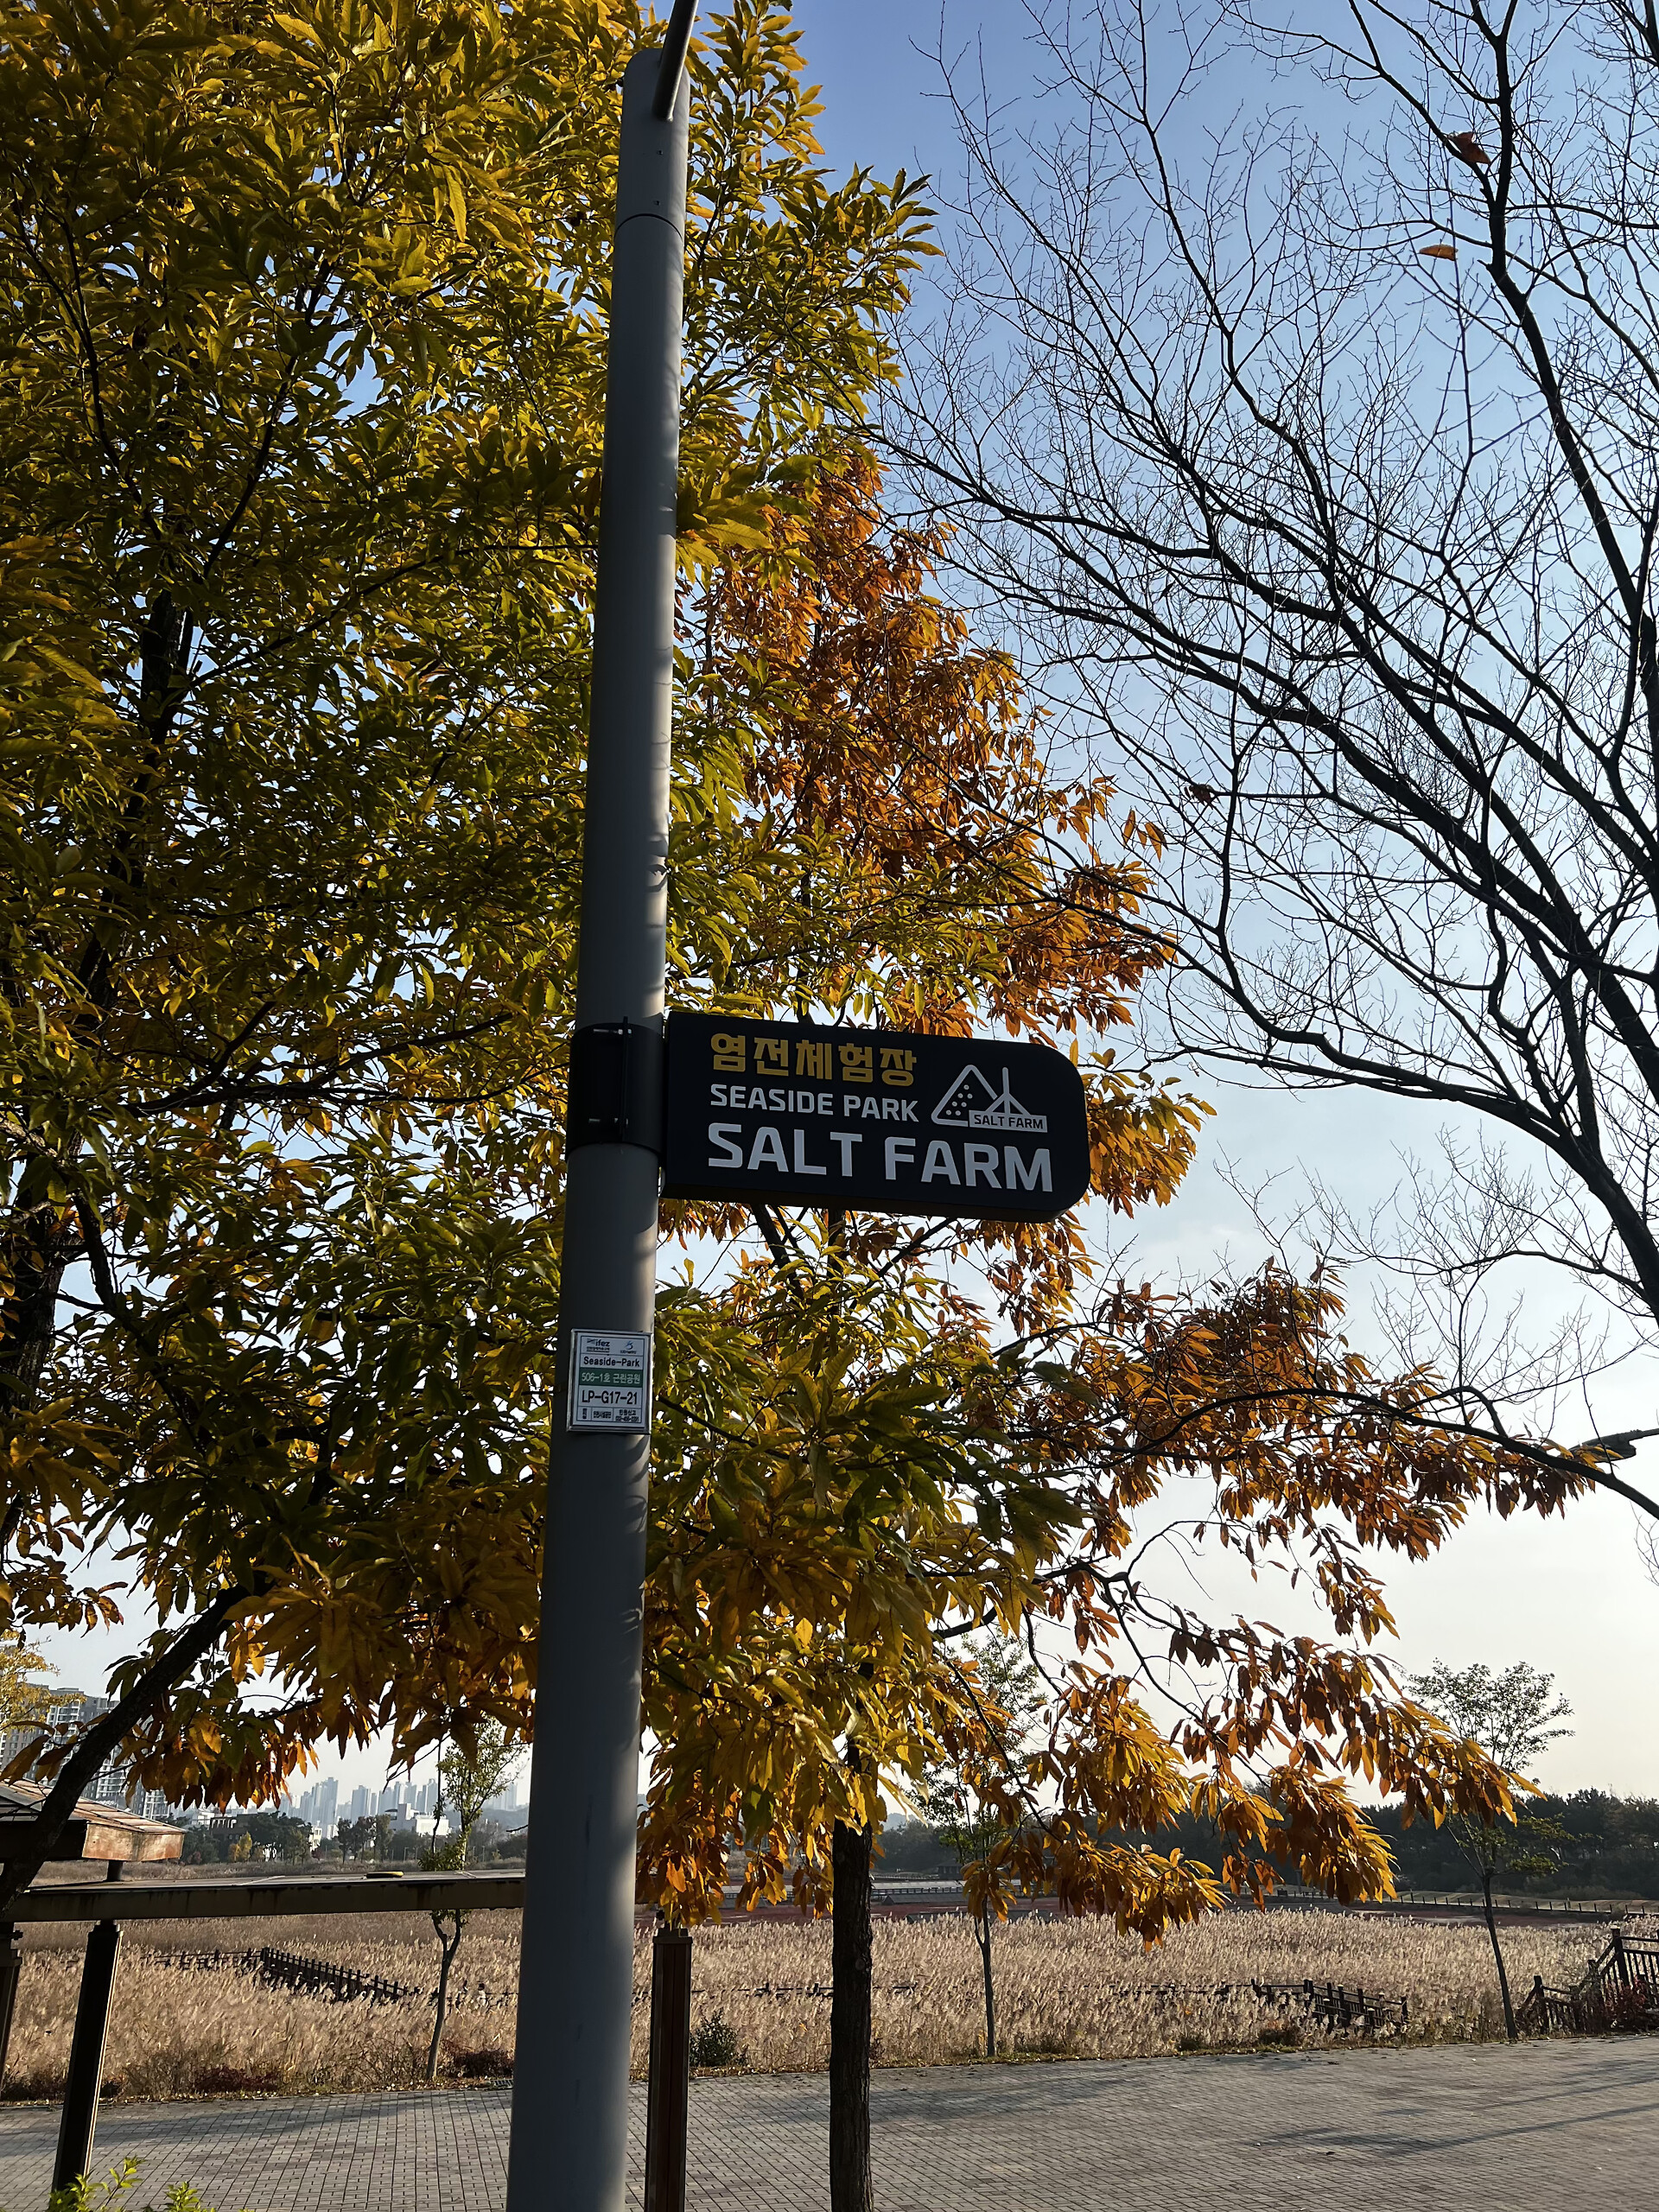 염전체험장
SEASIDE PARK
SALT FARM
SALT FARM
ifez
Seaside-Park
506-1호 근린공원
LP-G17-21